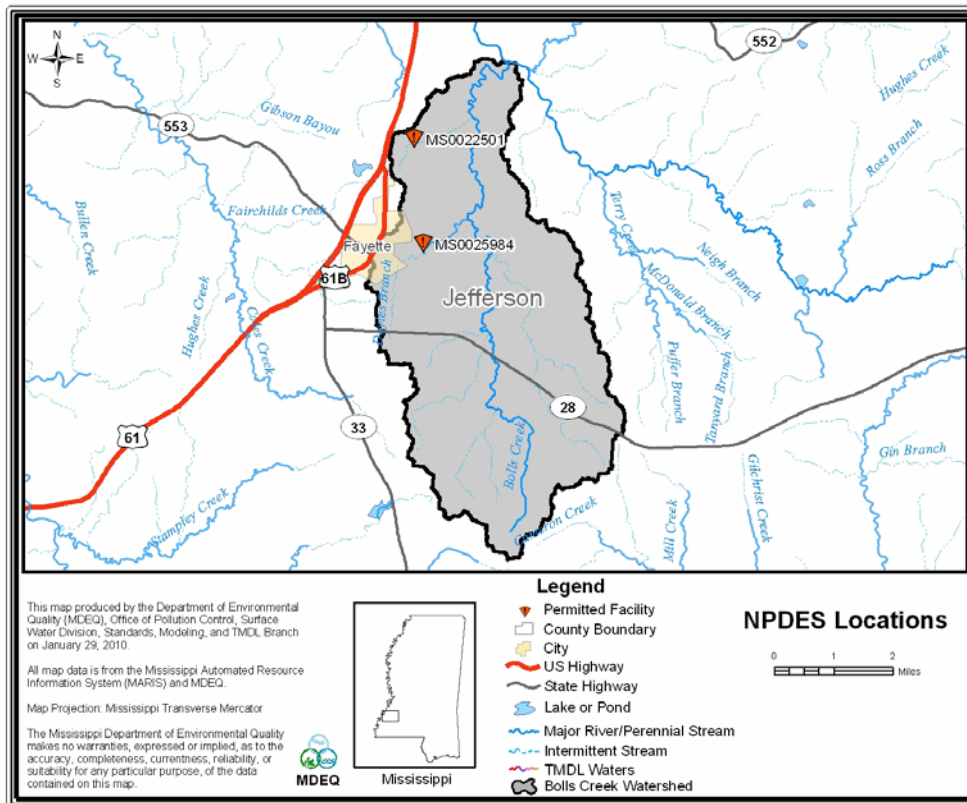 N
W E
S
552
Hughes Creek
553
Gibson Bayou
Ross Branch
MS0022501
Bullen Creek
Fairchilds Creek
Terry Creek
Fayette
MS0025984
Neigh Branch
61B
McDonald Branch
Jefferson
Hughes Creek
Coles Creek
Branch
Puffer Branch
Tanyard Branch
28
61
33
Bolls Creek
Gin Branch
Stampley Creek
Creek
Mill Creek
Gilchrist Creek
Legend
Permitted Facility
County Boundary
City
US Highway
State Highway
Lake or Pond
Major River/Perennial Stream
Intermittent Stream
TMDL Waters
Bolls Creek Watershed
NPDES Locations
0 1 2
Miles
This map produced by the Department of Environmental
Quality (MDEQ), Office of Pollution Control, Surface
Water Division, Standards, Modeling, and TMDL Branch
on January 29, 2010.
All map data is from the Mississippi Automated Resource
Information System (MARIS) and MDEQ.
Map Projection: Mississippi Transverse Mercator
The Mississippi Department of Environmental Quality
makes no warranties, expressed or implied, as to the
accuracy, completeness, currentness, reliability, or
suitability for any particular purpose, of the data
contained on this map.
MDEQ
Mississippi